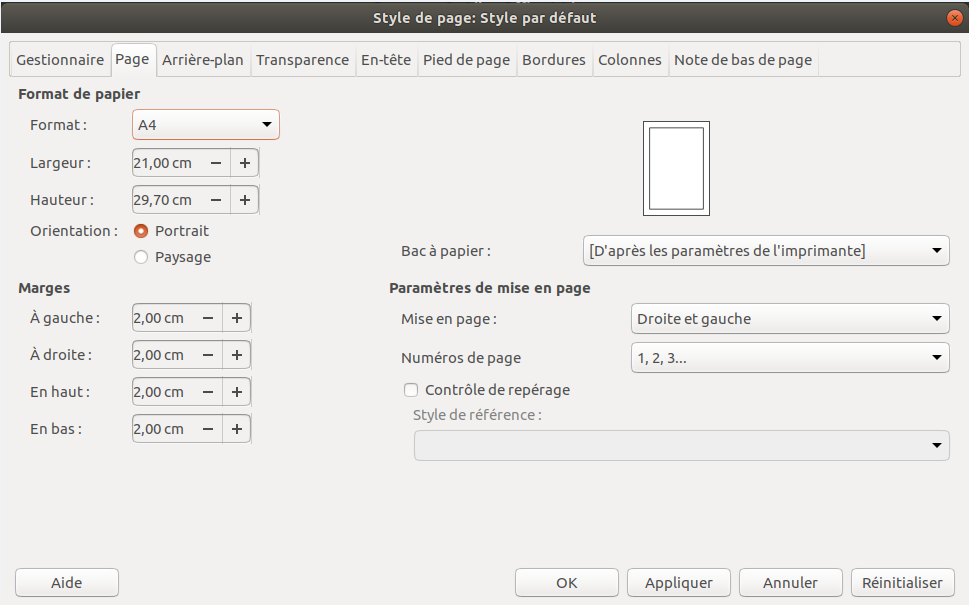 Style de page: Style par défaut
Gestionnaire Page Arrière-plan Transparence En-tête Pied de page Bordures Colonnes Note de bas de page
Format de papier
Format : A4
Largeur : 21,00 cm − +
Hauteur : 29,70 cm − +
Orientation : Portrait
Paysage
Bac à papier : [D'après les paramètres de l'imprimante]
Marges
À gauche : 2,00 cm − +
À droite : 2,00 cm − +
En haut : 2,00 cm − +
En bas : 2,00 cm − +
Paramètres de mise en page
Mise en page : Droite et gauche
Numéros de page 1, 2, 3...
Contrôle de repérage
Style de référence :
Aide OK Appliquer Annuler Réinitialiser